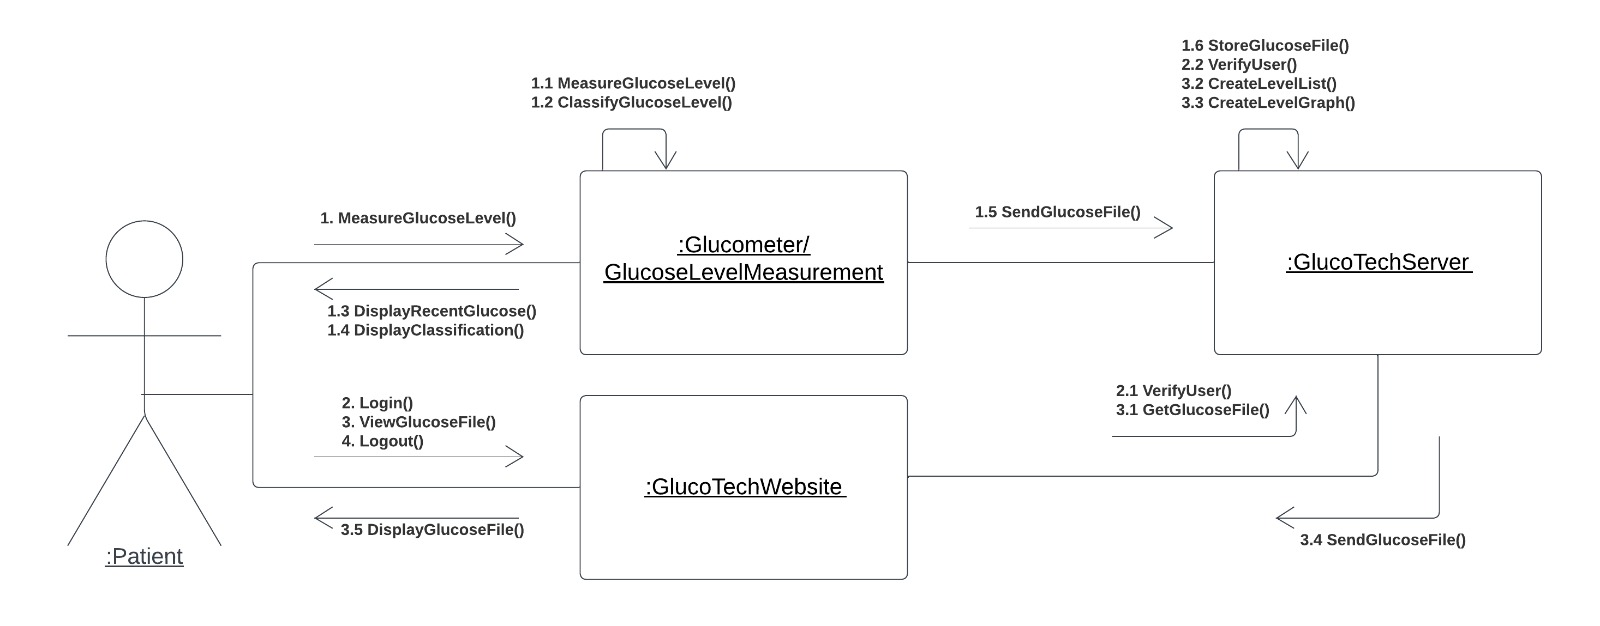 1.6 StoreGlucoseFile()
2.2 VerifyUser()
3.2 CreateLevelList()
3.3 CreateLevelGraph()
1.1 MeasureGlucoseLevel()
1.2 ClassifyGlucoseLevel()
1. MeasureGlucoseLevel()
1.5 SendGlucoseFile()
:Glucometer/
GlucoseLevelMeasurement
:GlucoTechServer
1.3 DisplayRecentGlucose()
1.4 DisplayClassification()
2. Login()
3. ViewGlucoseFile()
4. Logout()
2.1 VerifyUser()
3.1 GetGlucoseFile()
:GlucoTechWebsite
3.5 DisplayGlucoseFile()
3.4 SendGlucoseFile()
:Patient